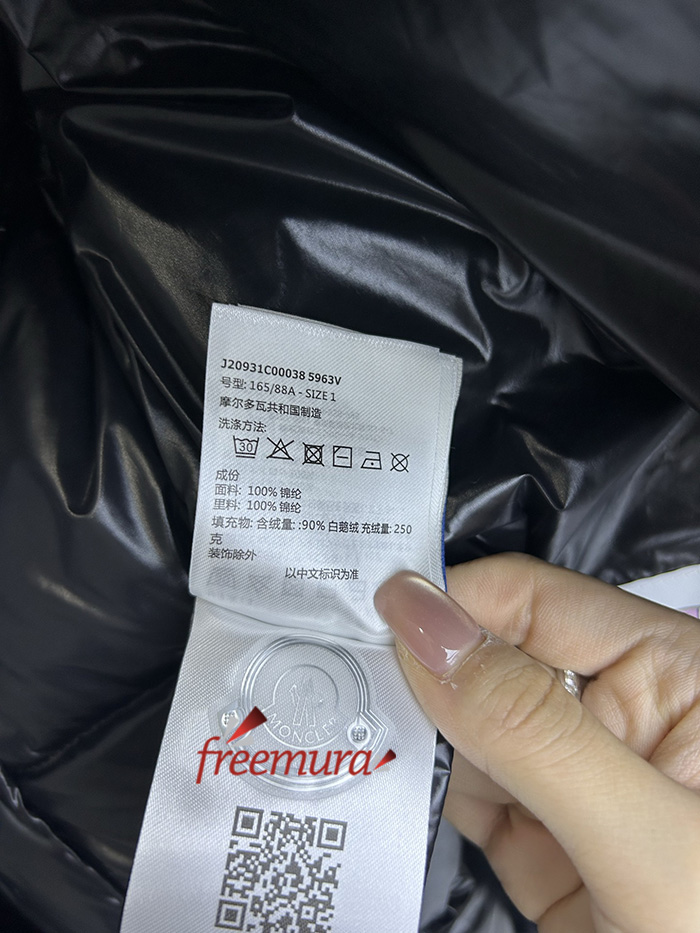 J20931C00038 5963V
号型: 165/88A - SIZE 1
摩尔多瓦共和国制造
洗涤方法:
30
成份
面料: 100% 锦纶
里料: 100% 锦纶
填充物: 含绒量: :90% 白鹅绒 充绒量: 250
克
装饰除外
以中文标识为准
MONCLER
freemura